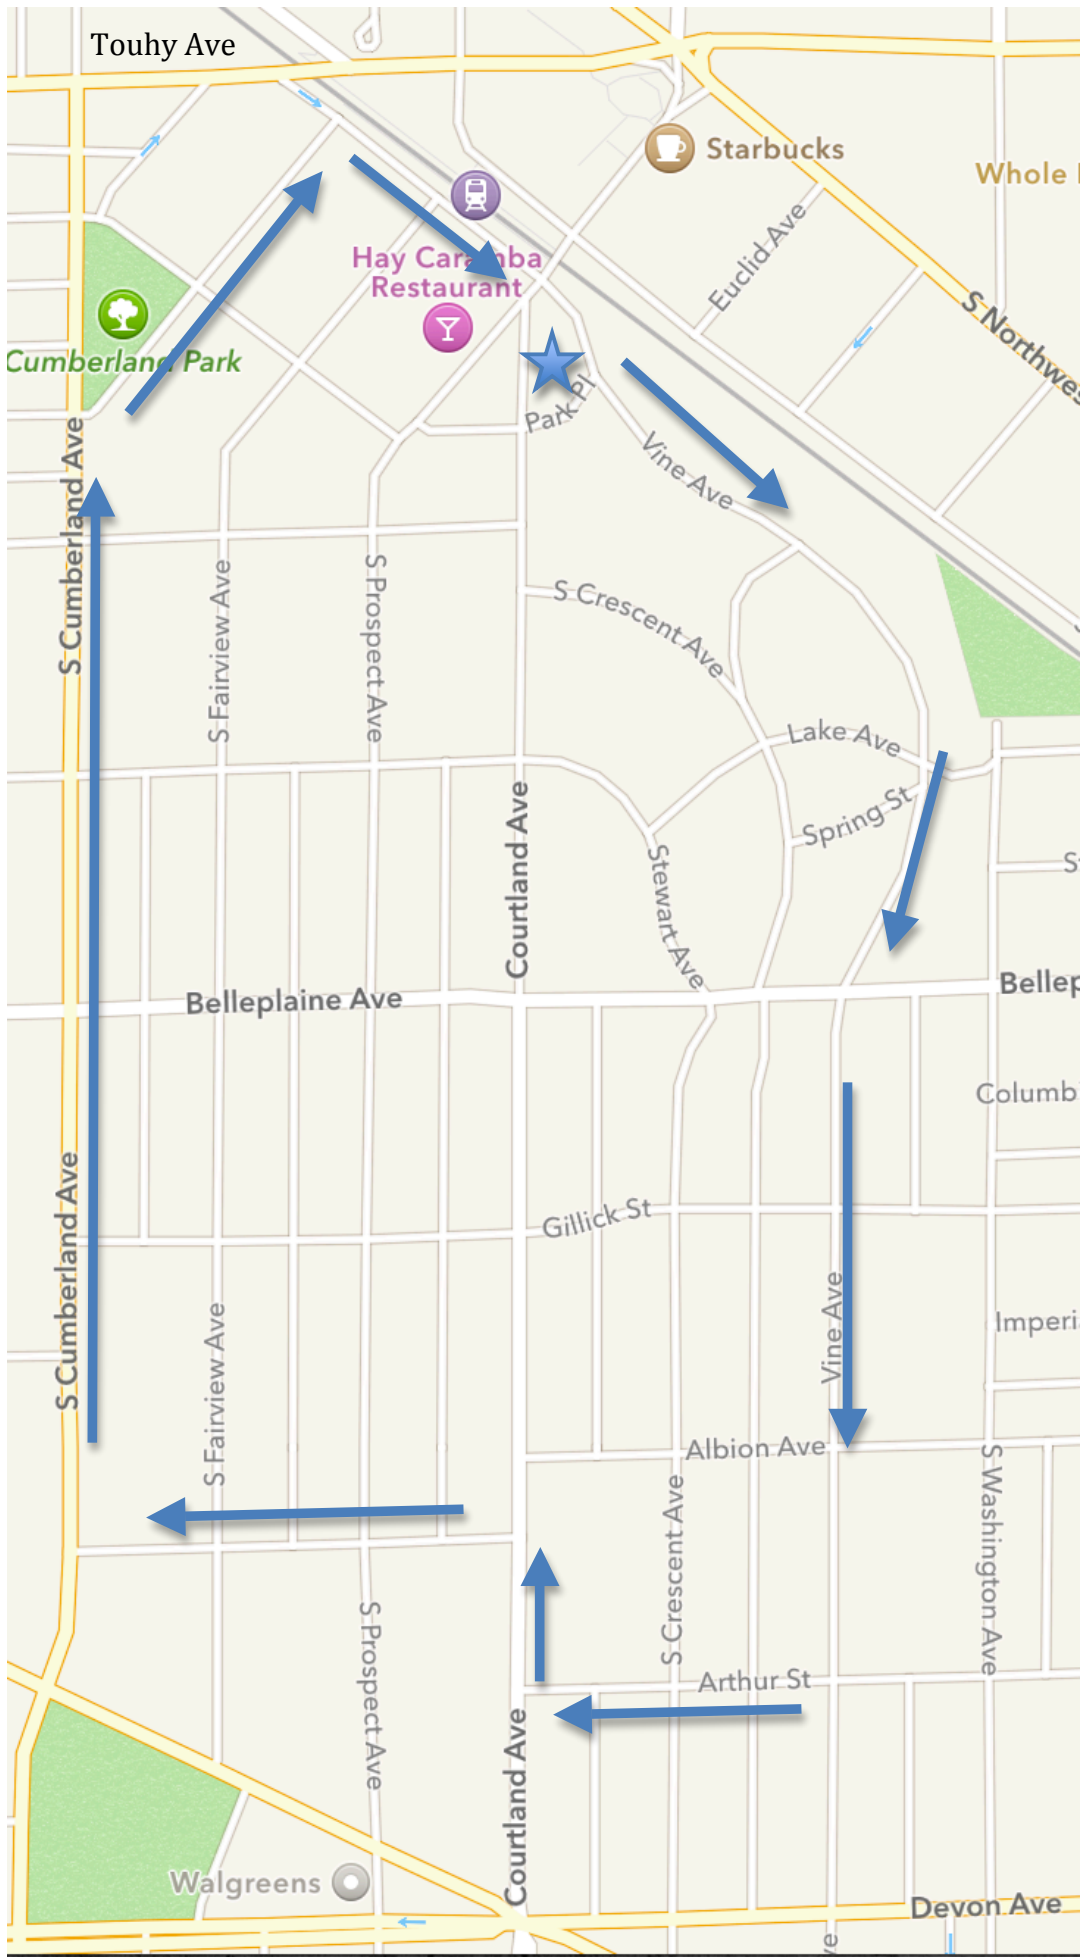 Touhy Ave
Starbucks
Whole
Euclid Ave
Hay Caramba
Restaurant
S Northwes
Cumberland Park
Park Pl
Vine Ave
S Cumberland Ave
S Fairview Ave
S Prospect Ave
S Crescent Ave
Lake Ave
Spring St
Courtland Ave
Stewart Ave
St
Belleplaine Ave
Bellep
Columb
S Cumberland Ave
Gillick St
Vine Ave
Imperia
S Fairview Ave
Albion Ave
S Crescent Ave
S Washington Ave
S Prospect Ave
Arthur St
Courtland Ave
Walgreens
Devon Ave
ve